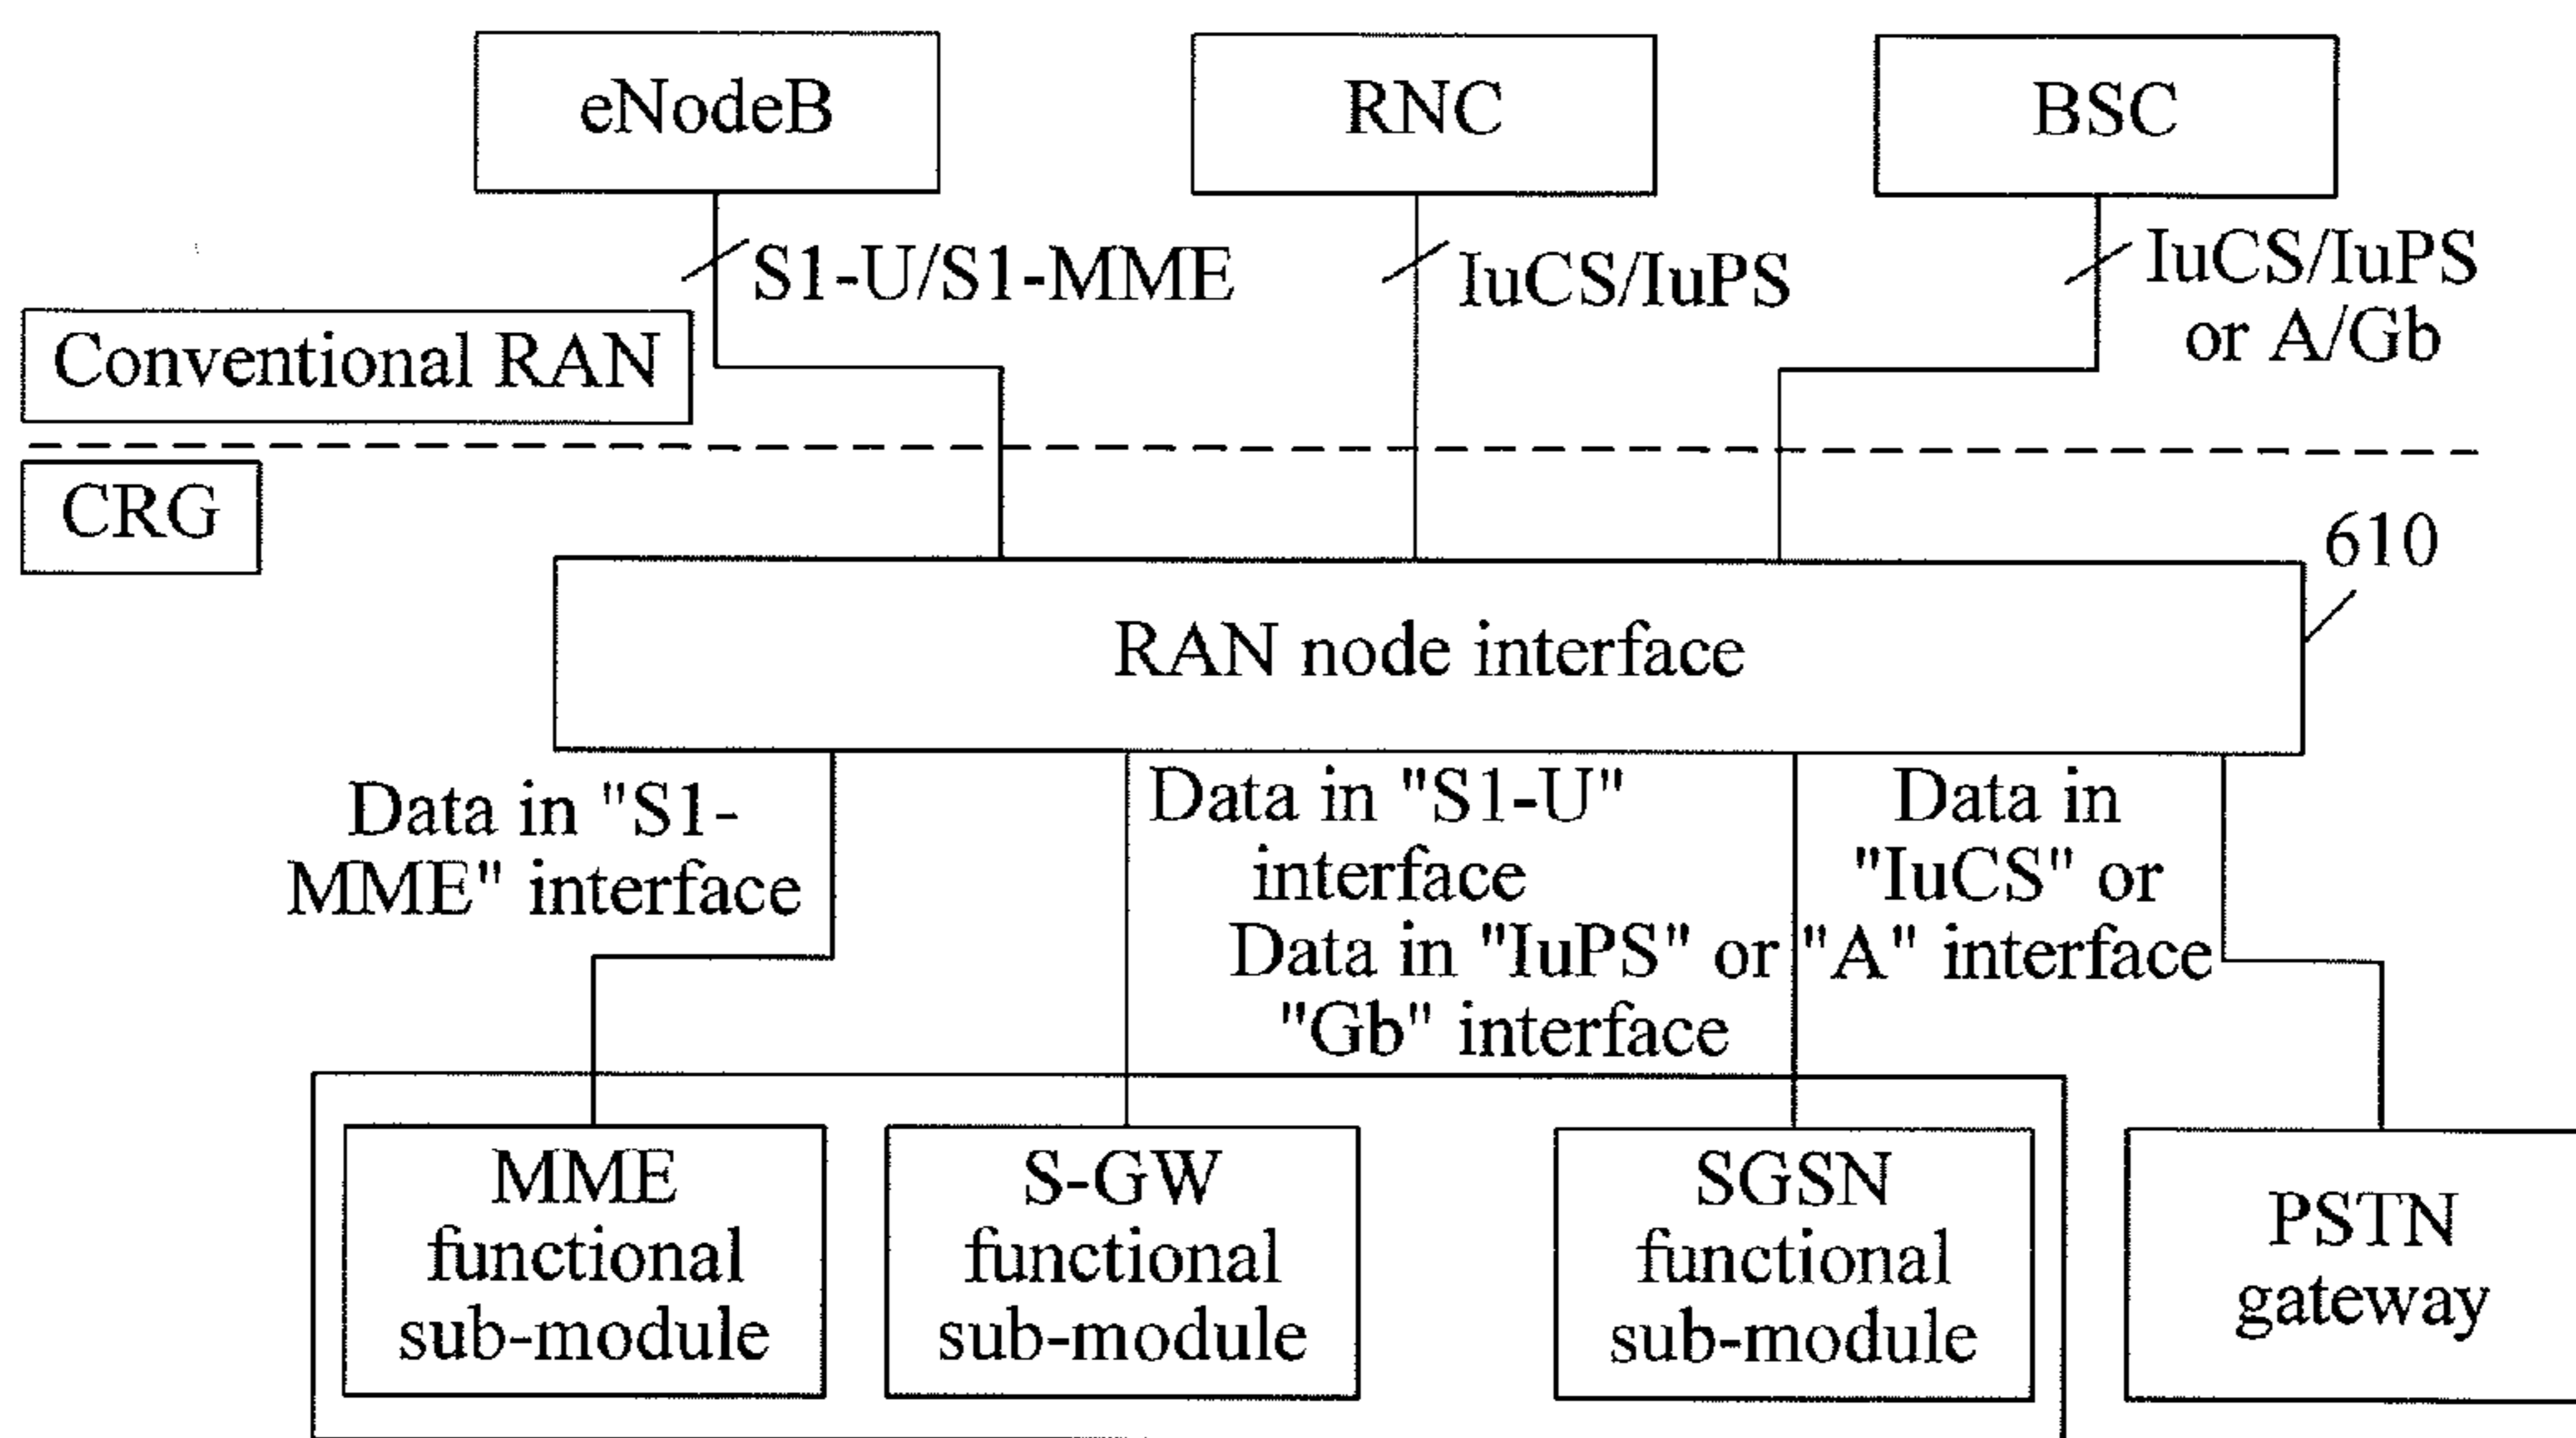 eNodeB
RNC
BSC
S1-U/S1-MME
IuCS/IuPS
IuCS/IuPS
or A/Gb
Conventional RAN
CRG
610
RAN node interface
Data in "S1-
MME" interface
Data in "S1-U"
interface
Data in "IuPS" or
"Gb" interface
Data in
"IuCS" or
"A" interface
MME
functional
sub-module
S-GW
functional
sub-module
SGSN
functional
sub-module
PSTN
gateway